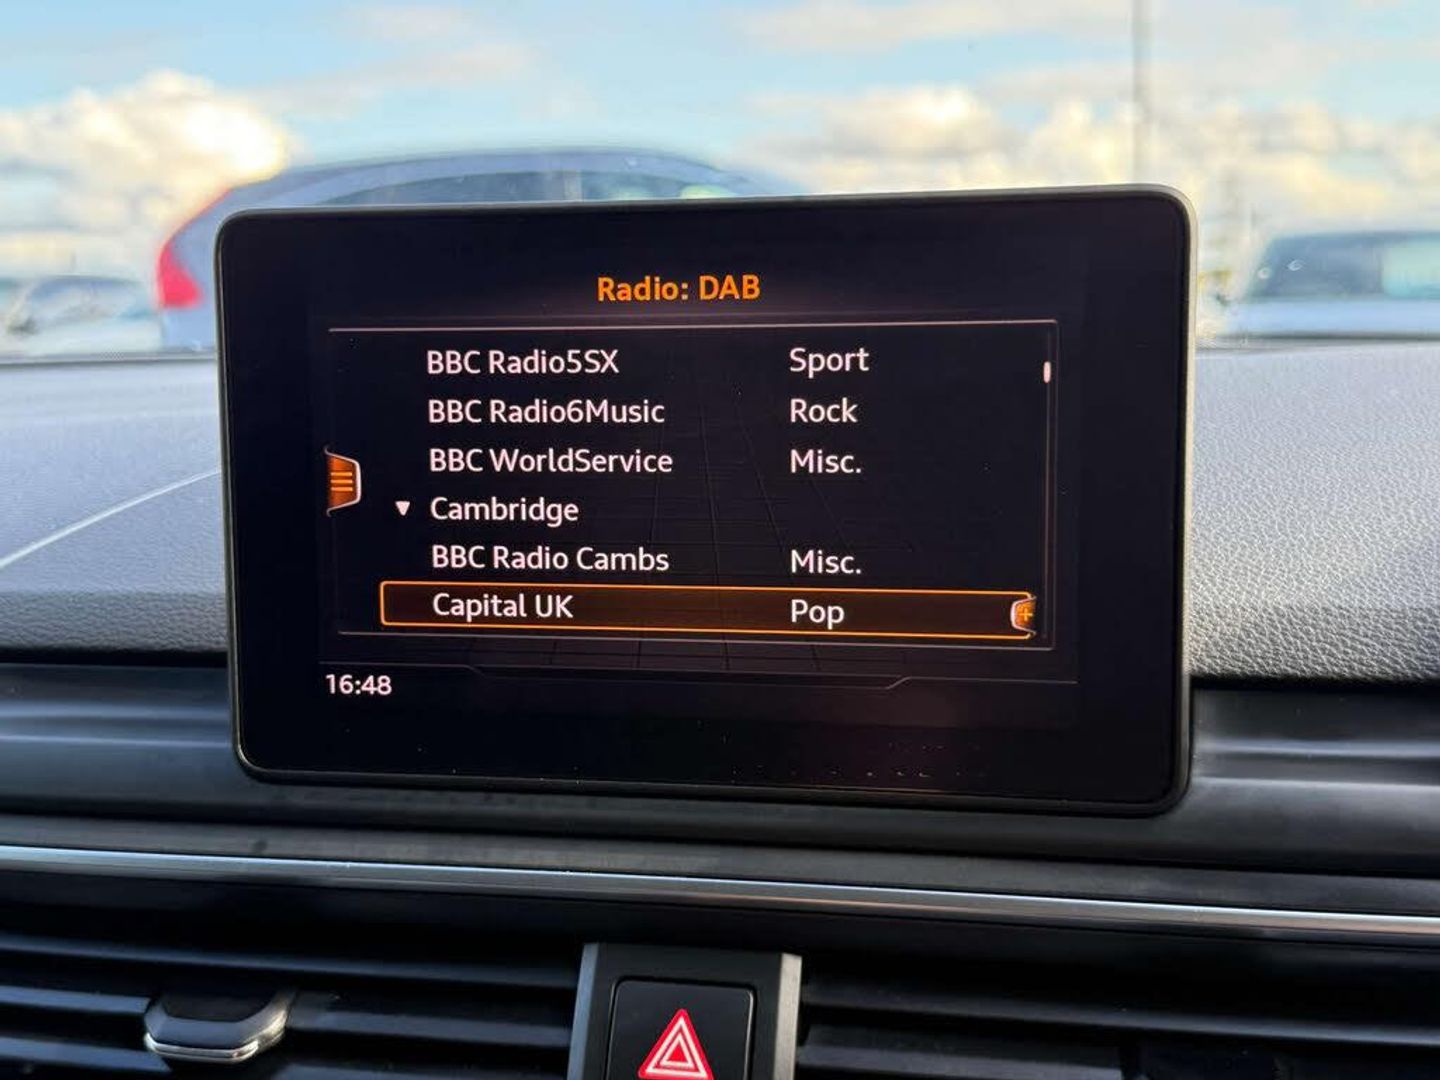 Radio: DAB
BBC Radio5SX Sport
BBC Radio6Music Rock
BBC WorldService Misc.
Cambridge
BBC Radio Cambs Misc.
Capital UK Pop
16:48